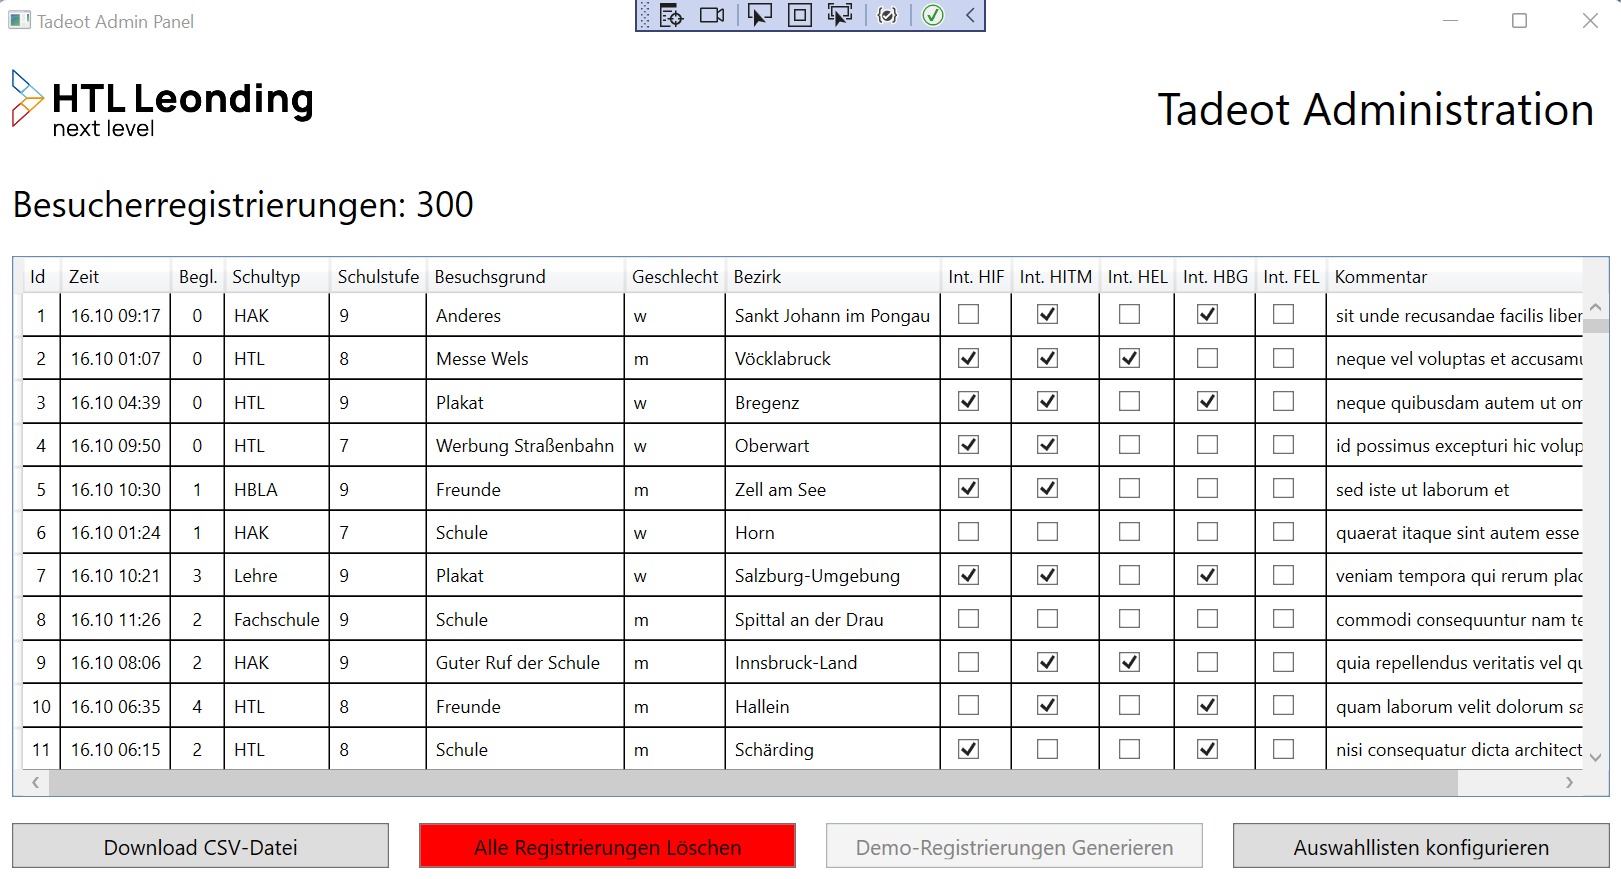 Tadeot Admin Panel
HTL Leonding
next level
Tadeot Administration
Besucherregistrierungen: 300
Id Zeit Begl. Schultyp Schulstufe Besuchsgrund Geschlecht Bezirk Int. HIF Int. HITM Int. HEL Int. HBG Int. FEL Kommentar
1 16.10 09:17 0 HAK 9 Anderes w Sankt Johann im Pongau sit unde recusandae facilis liber
2 16.10 01:07 0 HTL 8 Messe Wels m Vöcklabruck neque vel voluptas et accusamu
3 16.10 04:39 0 HTL 9 Plakat w Bregenz neque quibusdam autem ut om
4 16.10 09:50 0 HTL 7 Werbung Straßenbahn w Oberwart id possimus excepturi hic volup
5 16.10 10:30 1 HBLA 9 Freunde m Zell am See sed iste ut laborum et
6 16.10 01:24 1 HAK 7 Schule w Horn quaerat itaque sint autem esse
7 16.10 10:21 3 Lehre 9 Plakat w Salzburg-Umgebung veniam tempora qui rerum plac
8 16.10 11:26 2 Fachschule 9 Schule m Spittal an der Drau commodi consequuntur nam te
9 16.10 08:06 2 HAK 9 Guter Ruf der Schule m Innsbruck-Land quia repellendus veritatis vel qu
10 16.10 06:35 4 HTL 8 Freunde m Hallein quam laborum velit dolorum sa
11 16.10 06:15 2 HTL 8 Schule m Schärding nisi consequatur dicta architect
Download CSV-Datei
Alle Registrierungen Löschen
Demo-Registrierungen Generieren
Auswahllisten konfigurieren